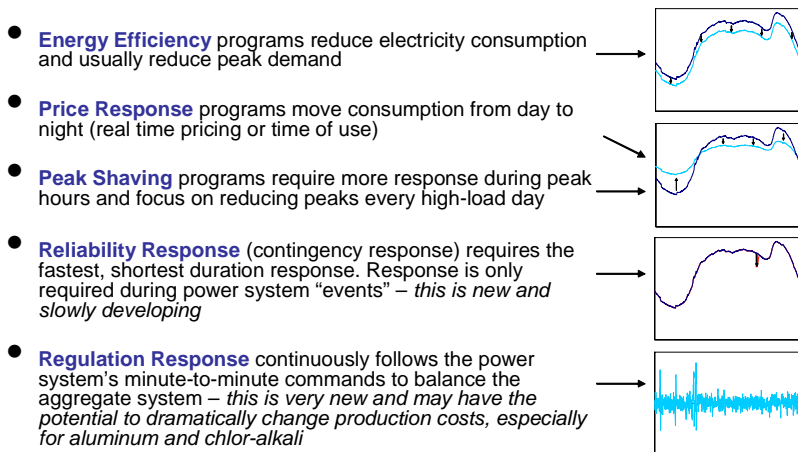 Energy Efficiency programs reduce electricity consumption
and usually reduce peak demand
Price Response programs move consumption from day to
night (real time pricing or time of use)
Peak Shaving programs require more response during peak
hours and focus on reducing peaks every high-load day
Reliability Response (contingency response) requires the
fastest, shortest duration response. Response is only
required during power system “events” – this is new and
slowly developing
Regulation Response continuously follows the power
system’s minute-to-minute commands to balance the
aggregate system – this is very new and may have the
potential to dramatically change production costs, especially
for aluminum and chlor-alkali